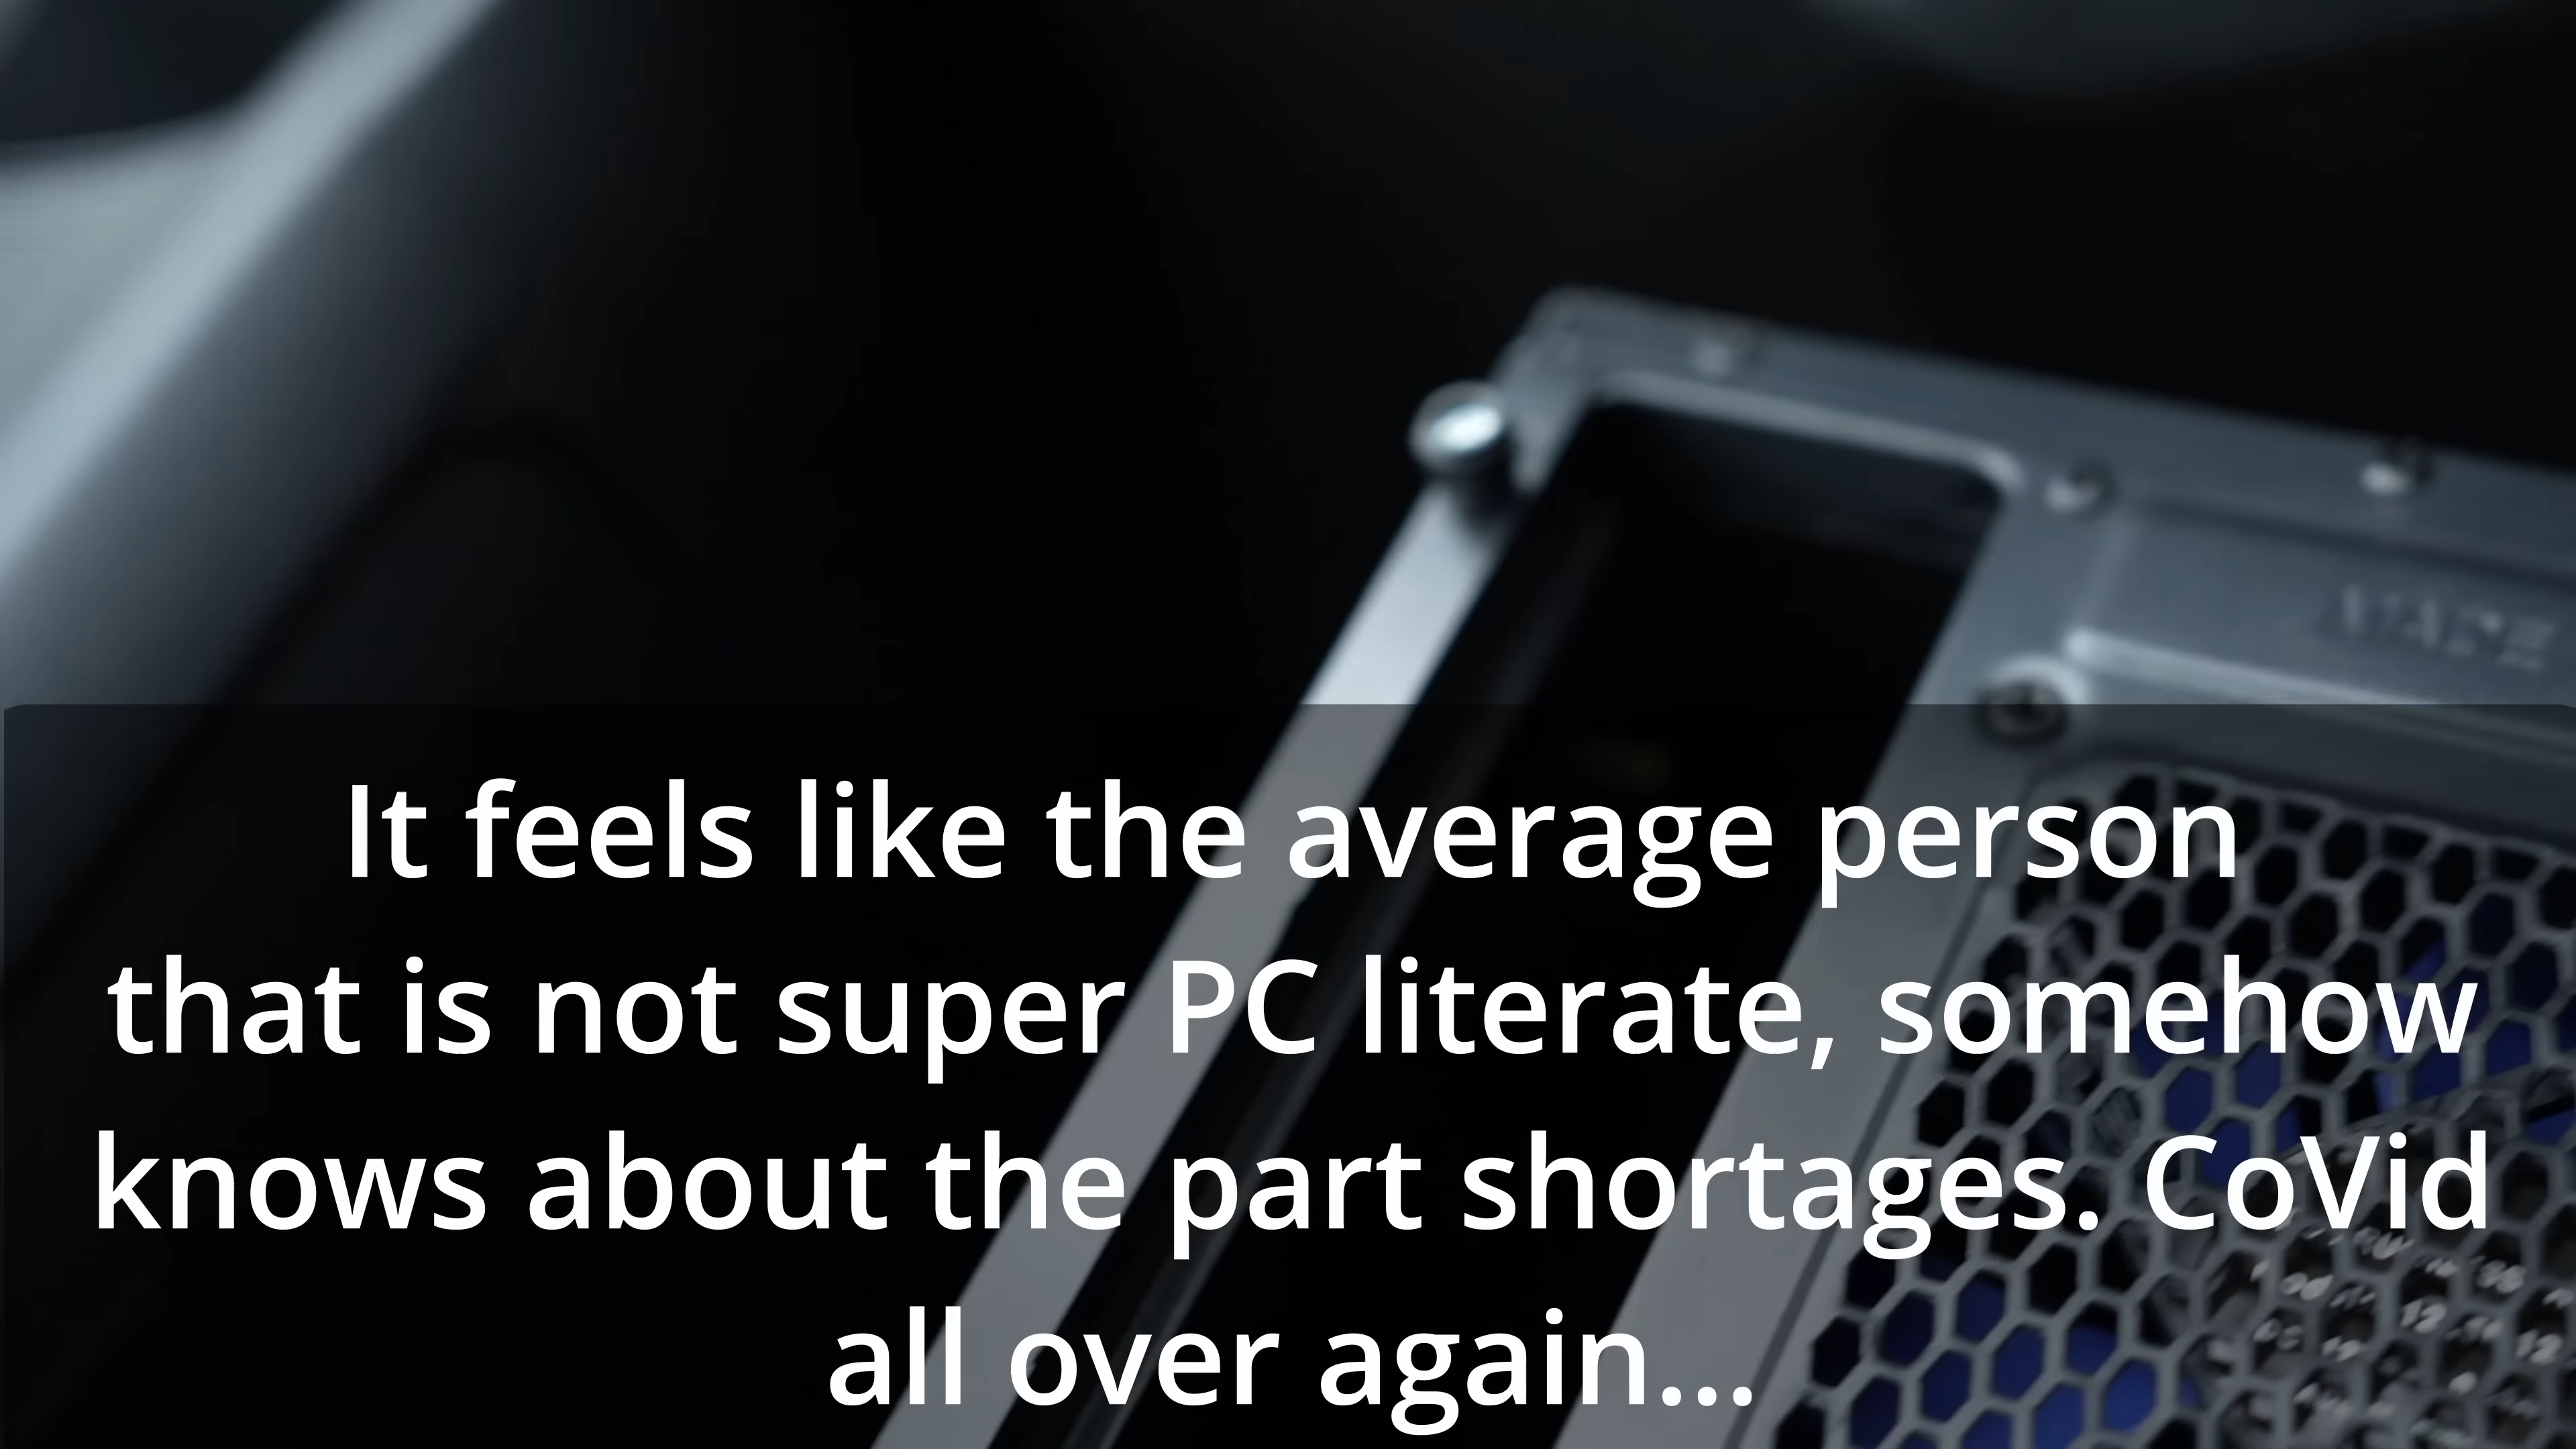 It feels like the average person
that is not super PC literate, somehow
knows about the part shortages. CoVid
all over again...